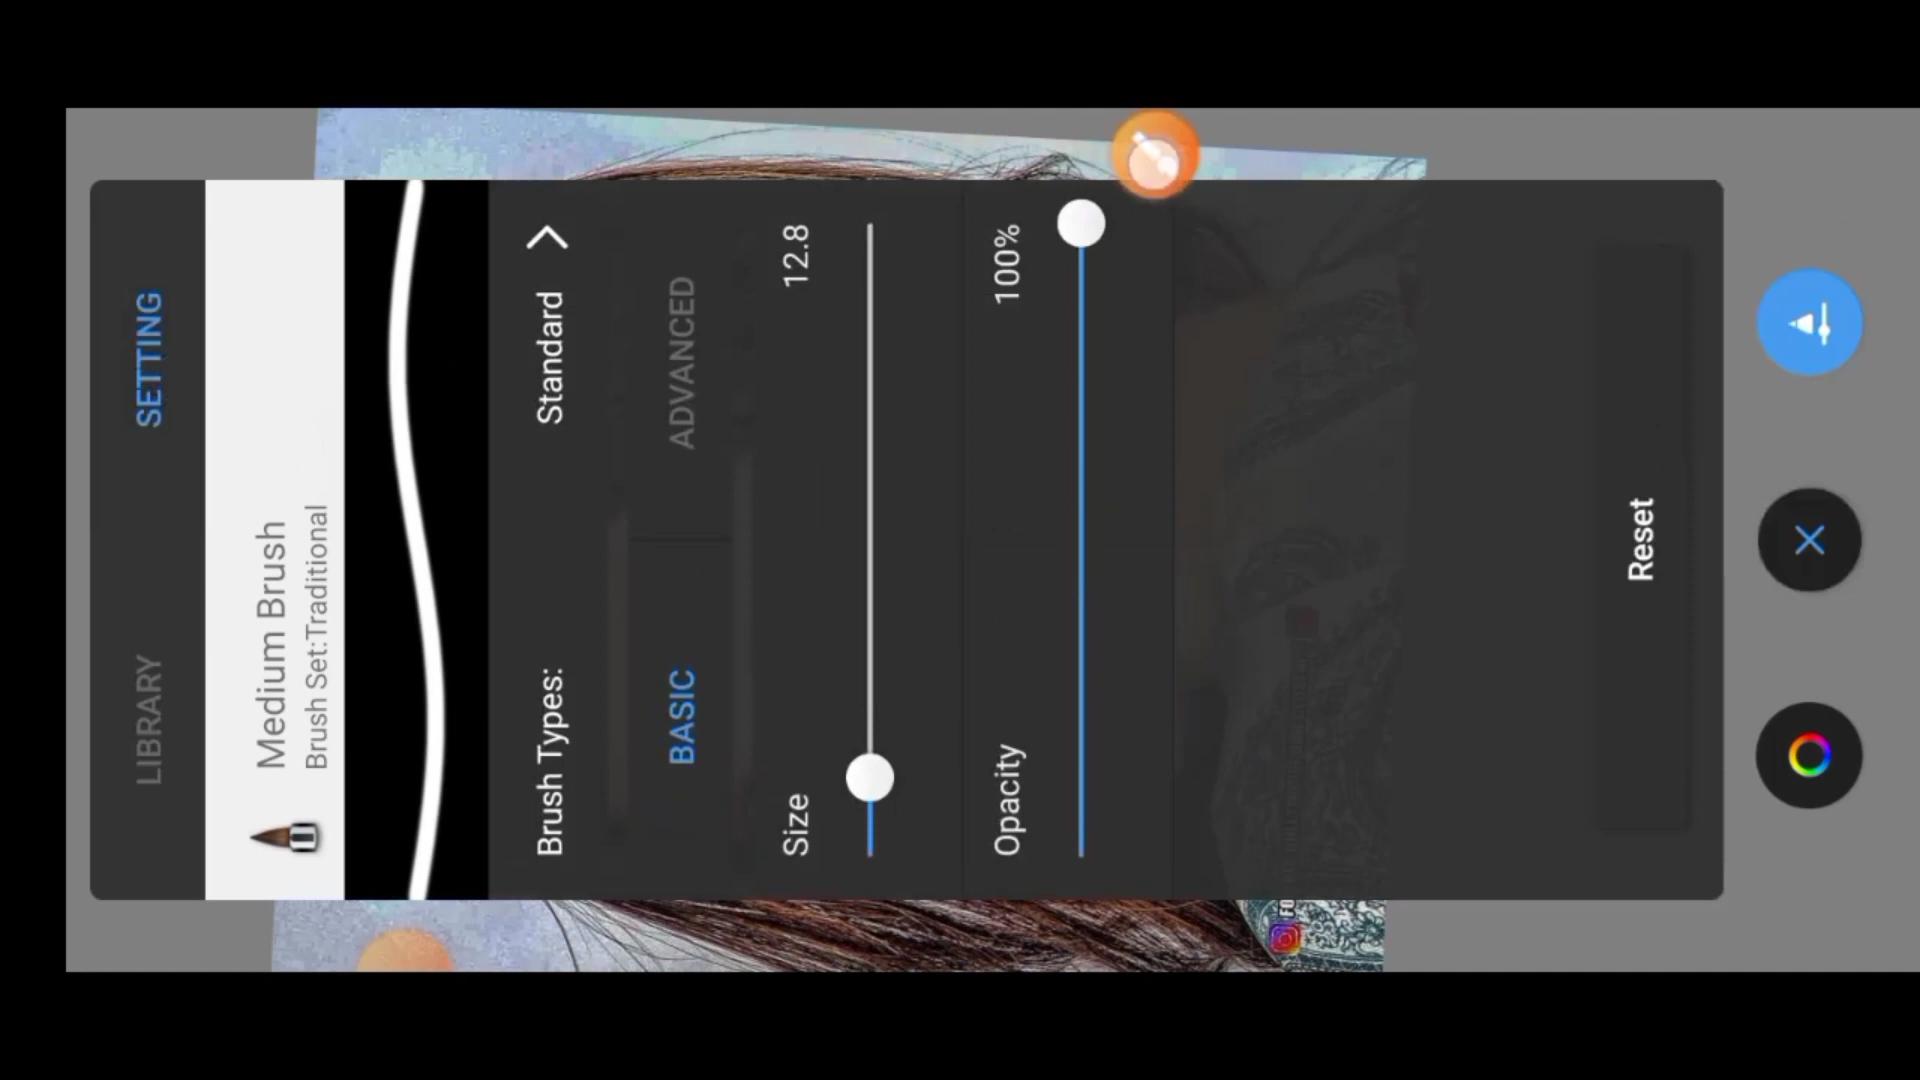 LIBRARY SETTING
Medium Brush
Brush Set:Traditional
Brush Types: Standard
BASIC ADVANCED
Size 12.8
Opacity 100%
Reset